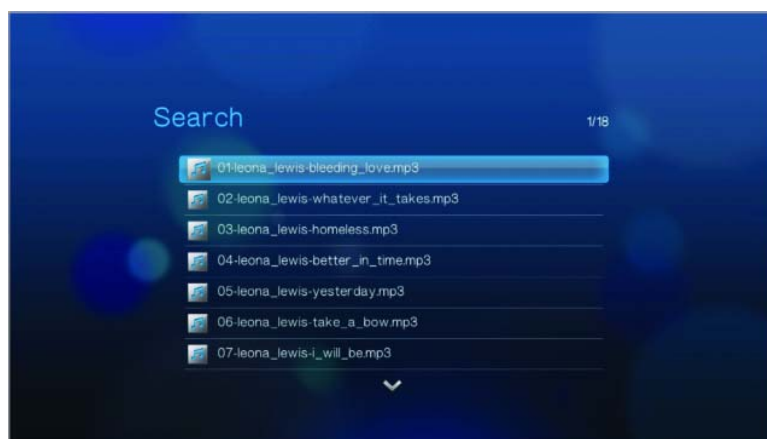 Search
1/18
01-leona_lewis-bleeding_love.mp3
02-leona_lewis-whatever_it_takes.mp3
03-leona_lewis-homeless.mp3
04-leona_lewis-better_in_time.mp3
05-leona_lewis-yesterday.mp3
06-leona_lewis-take_a_bow.mp3
07-leona_lewis-i_will_be.mp3